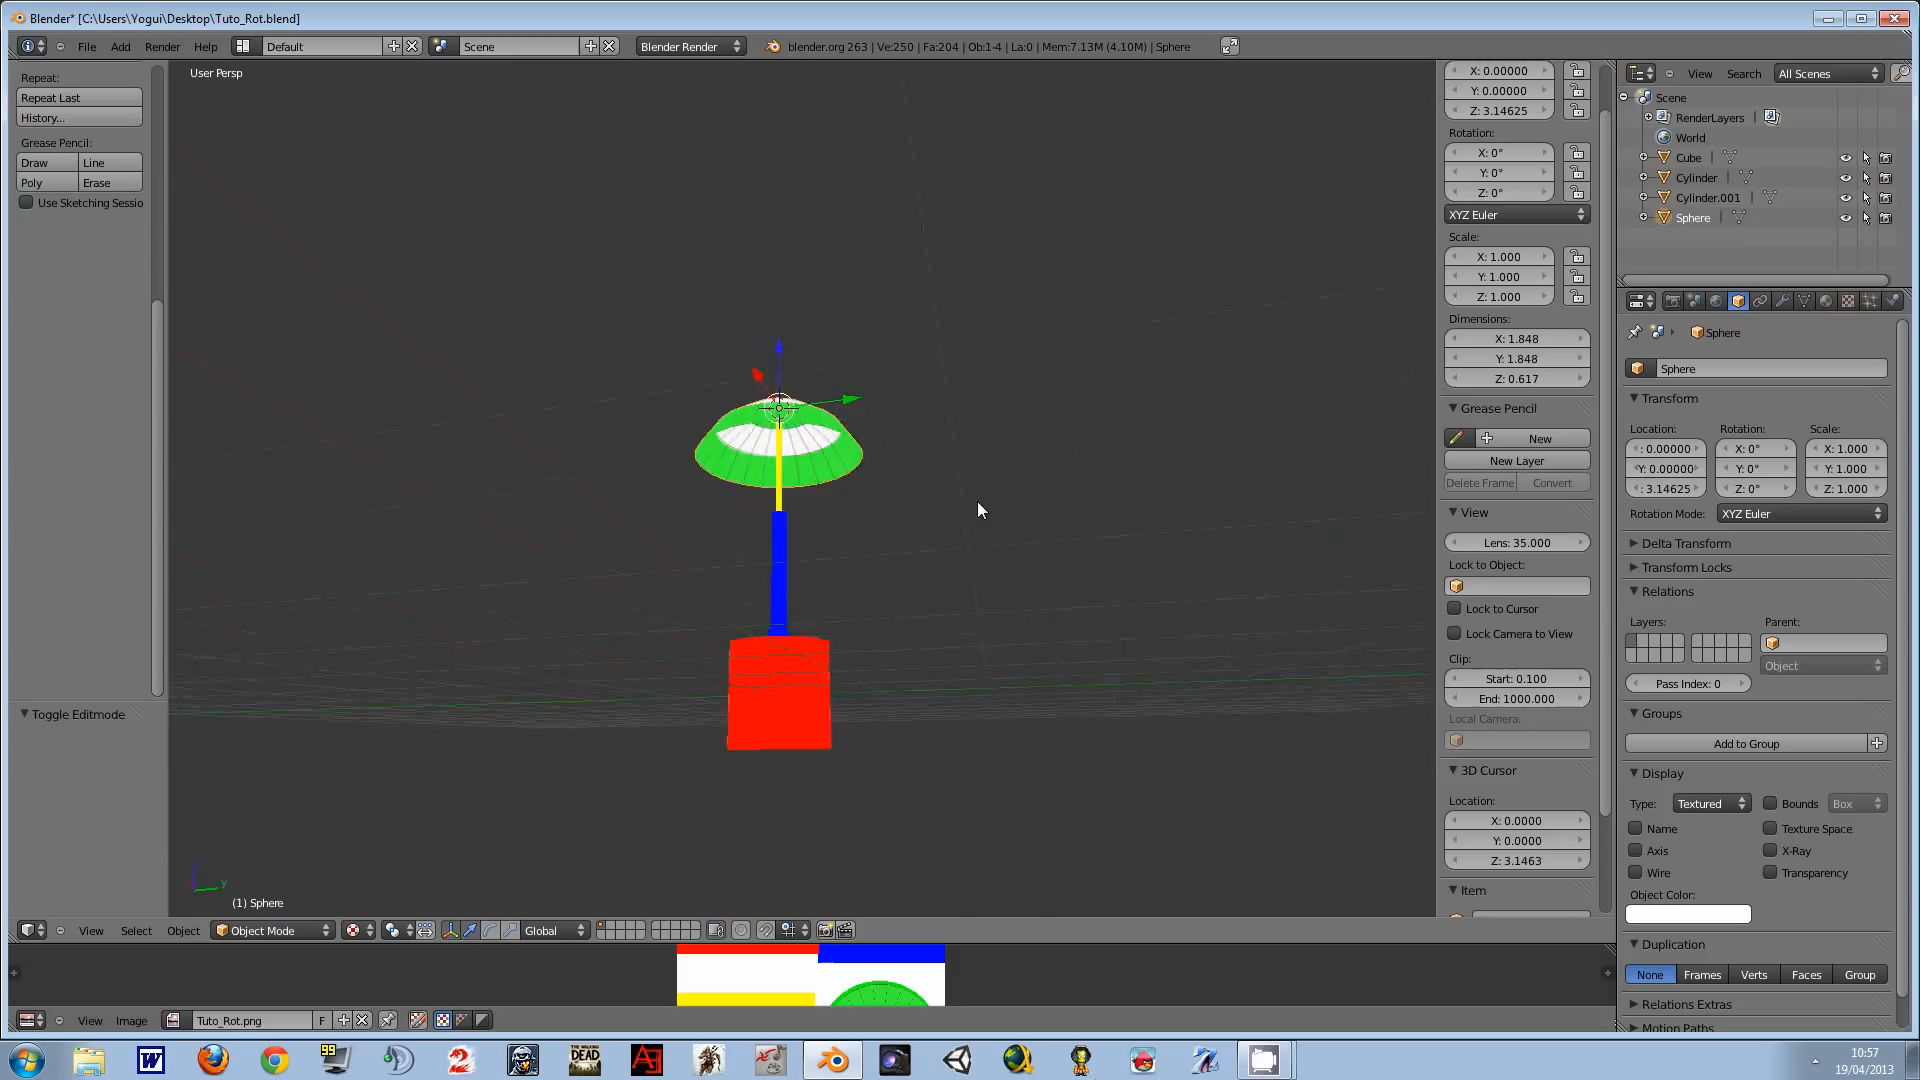 Blender* [C:\Users\Yogui\Desktop\Tuto_Rot.blend]
File Add Render Help Default Scene Blender Render blender.org 263 | Ve:250 | Fa:204 | Ob:1-4 | La:0 | Mem:7.13M (4.10M) | Sphere
Repeat:
Repeat Last
History...
Grease Pencil:
Draw Line
Poly Erase
Use Sketching Sessio
Toggle Editmode
User Persp
y
(1) Sphere
X: 0.00000
Y: 0.00000
Z: 3.14625
Rotation:
X: 0°
Y: 0°
Z: 0°
XYZ Euler
Scale:
X: 1.000
Y: 1.000
Z: 1.000
Dimensions:
X: 1.848
Y: 1.848
Z: 0.617
Grease Pencil
New
New Layer
Delete Frame Convert
View
Lens: 35.000
Lock to Object:
Lock to Cursor
Lock Camera to View
Clip:
Start: 0.100
End: 1000.000
Local Camera:
3D Cursor
Location:
X: 0.0000
Y: 0.0000
Z: 3.1463
Item
View Search All Scenes
Scene
RenderLayers
World
Cube
Cylinder
Cylinder.001
Sphere
Sphere
Sphere
Transform
Location: Rotation: Scale:
: 0.00000 X: 0° X: 1.000
Y: 0.00000 Y: 0° Y: 1.000
: 3.14625 Z: 0° Z: 1.000
Rotation Mode: XYZ Euler
Delta Transform
Transform Locks
Relations
Layers: Parent:
Object
Pass Index: 0
Groups
Add to Group
Display
Type: Textured Bounds Box
Name Texture Space
Axis X-Ray
Wire Transparency
Object Color:
Duplication
None Frames Verts Faces Group
Relations Extras
Motion Paths
View Select Object Object Mode Global
View Image Tuto_Rot.png F
W 99 2 THE WALKING DEAD
10:57
19/04/2013